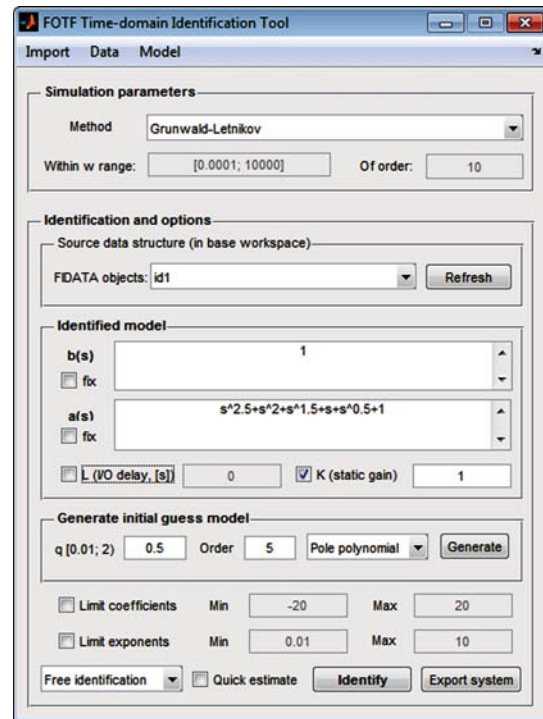 FOTF Time-domain Identification Tool
Import Data Model
Simulation parameters
Method Grunwald-Letnikov
Within w range: [0.0001; 10000] Of order: 10
Identification and options
Source data structure (in base workspace)
FIDATA objects: id1 Refresh
Identified model
b(s) 1
fix
a(s) s^2.5+s^2+s^1.5+s+s^0.5+1
fix
L (I/O delay, [s]) 0 K (static gain) 1
Generate initial guess model
q [0.01; 2) 0.5 Order 5 Pole polynomial Generate
Limit coefficients Min -20 Max 20
Limit exponents Min 0.01 Max 10
Free identification Quick estimate Identify Export system